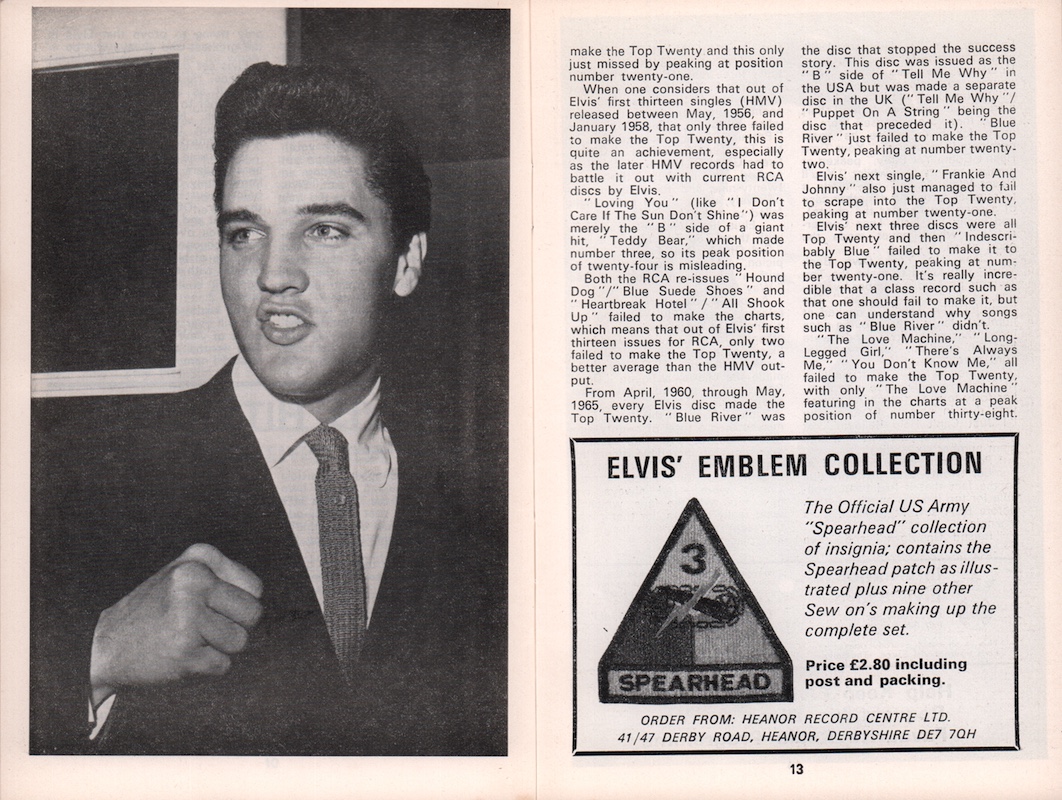 make the Top Twenty and this only
just missed by peaking at position
number twenty-one.
When one considers that out of
Elvis' first thirteen singles (HMV)
released between May, 1956, and
January 1958, that only three failed
to make the Top Twenty, this is
quite an achievement, especially
as the later HMV records had to
battle it out with current RCA
discs by Elvis.
"Loving You" (like "I Don't
Care If The Sun Don't Shine") was
merely the "B" side of a giant
hit, "Teddy Bear," which made
number three, so its peak position
of twenty-four is misleading.
Both the RCA re-issues "Hound
Dog"/"Blue Suede Shoes" and
"Heartbreak Hotel"/"All Shook
Up" failed to make the charts,
which means that out of Elvis' first
thirteen issues for RCA, only two
failed to make the Top Twenty, a
better average than the HMV out-
put.
From April, 1960, through May,
1965, every Elvis disc made the
Top Twenty. "Blue River" was
the disc that stopped the success
story. This disc was issued as the
"B" side of "Tell Me Why" in
the USA but was made a separate
disc in the UK ("Tell Me Why"/
"Puppet On A String" being the
disc that preceded it). "Blue
River" just failed to make the Top
Twenty, peaking at number twenty-
two.
Elvis' next single, "Frankie And
Johnny" also just managed to fail
to scrape into the Top Twenty,
peaking at number twenty-one.
Elvis' next three discs were all
Top Twenty and then "Indescri-
bably Blue" failed to make it to
the Top Twenty, peaking at num-
ber twenty-one. It's really incre-
dible that a class record such as
that one should fail to make it, but
one can understand why songs
such as "Blue River" didn't.
"The Love Machine," "Long-
Legged Girl," "There's Always
Me," "You Don't Know Me," all
failed to make the Top Twenty,
with only "The Love Machine"
featuring in the charts at a peak
position of number thirty-eight.
ELVIS' EMBLEM COLLECTION
3
SPEARHEAD
The Official US Army
"Spearhead" collection
of insignia; contains the
Spearhead patch as illus-
trated plus nine other
Sew on's making up the
complete set.
Price £2.80 including
post and packing.
ORDER FROM: HEANOR RECORD CENTRE LTD.
41/47 DERBY ROAD, HEANOR, DERBYSHIRE DE7 7QH
13